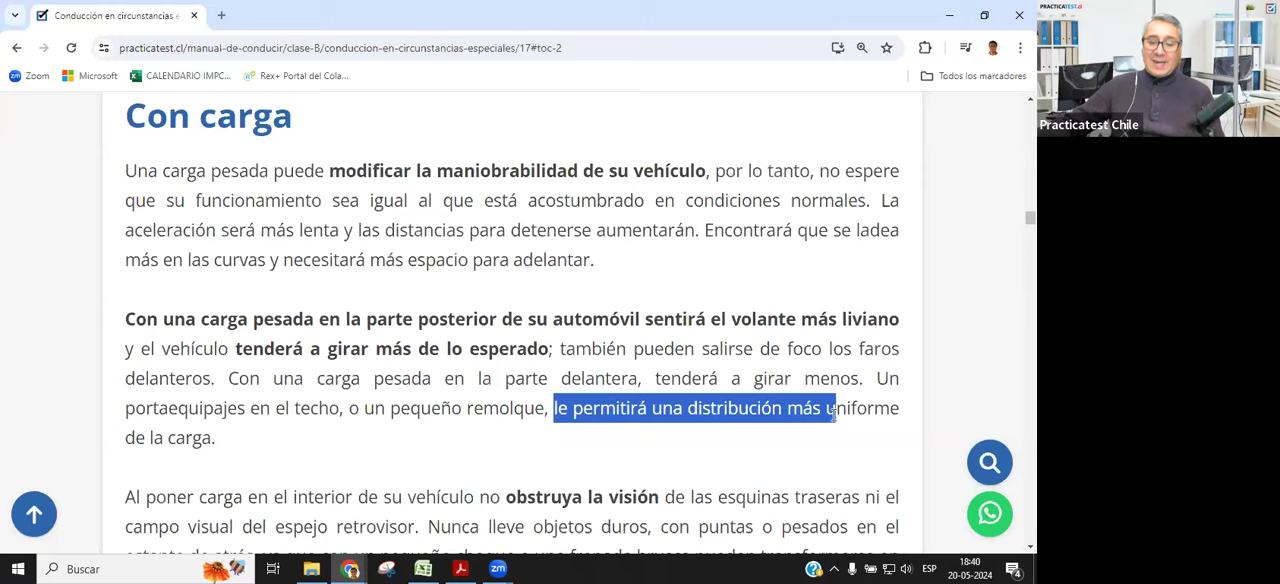 Conducción en circunstancias e
practicatest.cl/manual-de-conducir/clase-B/conduccion-en-circunstancias-especiales/17#toc-2
Zoom
Microsoft
CALENDARIO IMPC...
Rex+ Portal del Cola...
Todos los marcadores
PRACTICATEST.cl
Practicatest Chile
Con carga
Una carga pesada puede modificar la maniobrabilidad de su vehículo, por lo tanto, no espere
que su funcionamiento sea igual al que está acostumbrado en condiciones normales. La
aceleración será más lenta y las distancias para detenerse aumentarán. Encontrará que se ladea
más en las curvas y necesitará más espacio para adelantar.
Con una carga pesada en la parte posterior de su automóvil sentirá el volante más liviano
y el vehículo tenderá a girar más de lo esperado; también pueden salirse de foco los faros
delanteros. Con una carga pesada en la parte delantera, tenderá a girar menos. Un
portaequipajes en el techo, o un pequeño remolque, le permitirá una distribución más uniforme
de la carga.
Al poner carga en el interior de su vehículo no obstruya la visión de las esquinas traseras ni el
campo visual del espejo retrovisor. Nunca lleve objetos duros, con puntas o pesados en el
Buscar
zm
ESP
18:40
20-05-2024
4